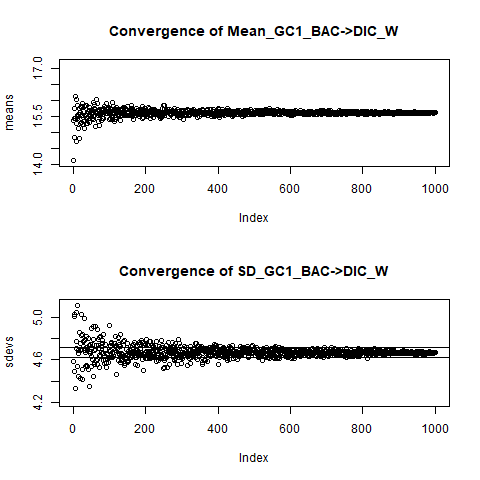 Convergence of Mean_GC1_BAC->DIC_W
17.0
15.5
14.0
means
0 200 400 600 800 1000
Index
Convergence of SD_GC1_BAC->DIC_W
5.0
4.6
4.2
sdevs
0 200 400 600 800 1000
Index